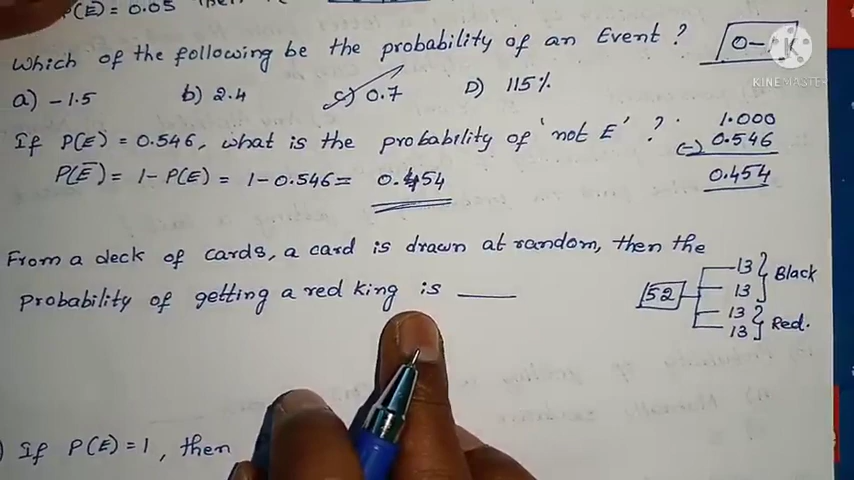 P(E) = 0.05 then
Which of the following be the probability of an Event ? 0–1
KINEMASTER
a) -1.5 b) 2.4 c) 0.7 D) 115%
If P(E) = 0.546, what is the probability of 'not E' ?
P(E̅) = 1- P(E) = 1- 0.546 = 0.454
1.000
(-) 0.546
0.454
From a deck of cards, a card is drawn at random, then the
probability of getting a red king is ____
52
13
13
Black
13
13
Red.
) If P(E) = 1, then